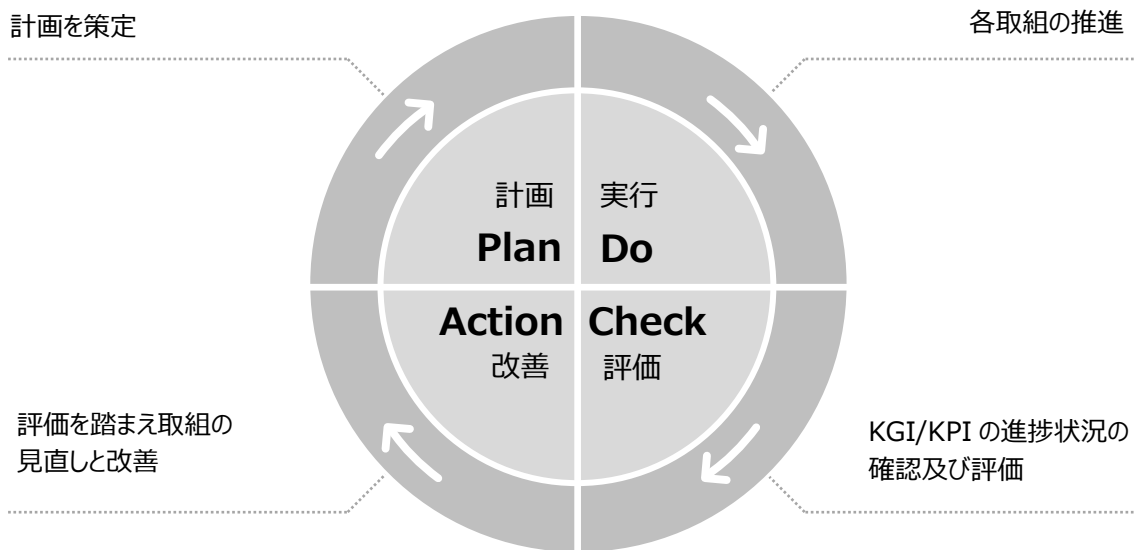 計画を策定
各取組の推進
計画
Plan
実行
Do
Action
改善
Check
評価
評価を踏まえ取組の
見直しと改善
KGI/KPI の進捗状況の
確認及び評価